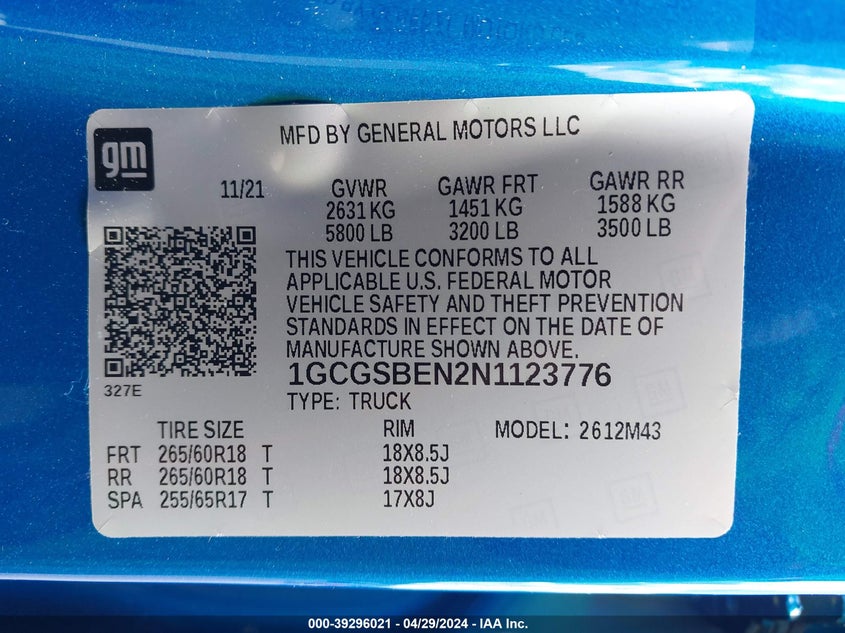 gm
MFD BY GENERAL MOTORS LLC
11/21 GVWR GAWR FRT GAWR RR
2631 KG 1451 KG 1588 KG
5800 LB 3200 LB 3500 LB
THIS VEHICLE CONFORMS TO ALL
APPLICABLE U.S. FEDERAL MOTOR
VEHICLE SAFETY AND THEFT PREVENTION
STANDARDS IN EFFECT ON THE DATE OF
MANUFACTURE SHOWN ABOVE.
327E
1GCGSBEN2N1123776
TYPE: TRUCK
TIRE SIZE RIM MODEL: 2612M43
FRT 265/60R18 T 18X8.5J
RR 265/60R18 T 18X8.5J
SPA 255/65R17 T 17X8J
000-39296021 / 04/29/2024 - IAA Inc.